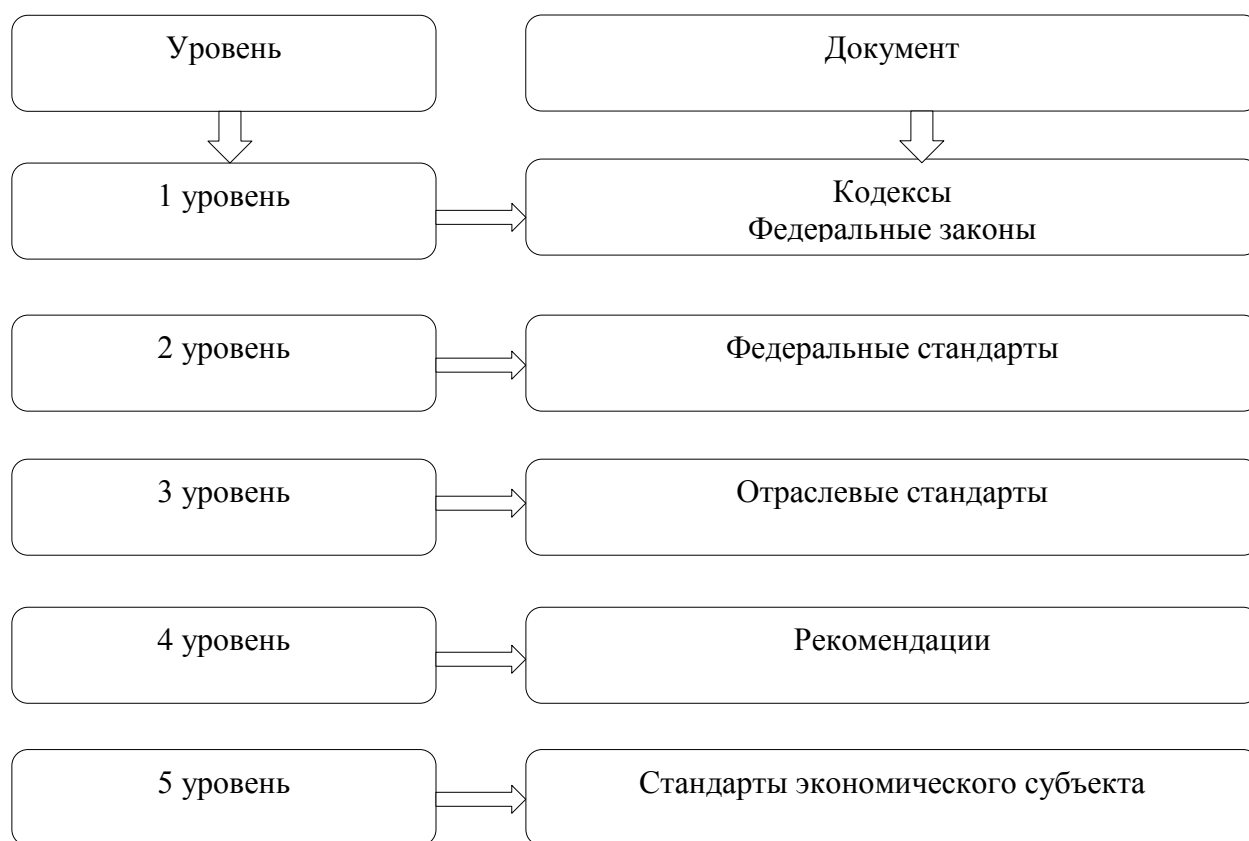 Уровень
Документ
1 уровень
Кодексы
Федеральные законы
2 уровень
Федеральные стандарты
3 уровень
Отраслевые стандарты
4 уровень
Рекомендации
5 уровень
Стандарты экономического субъекта